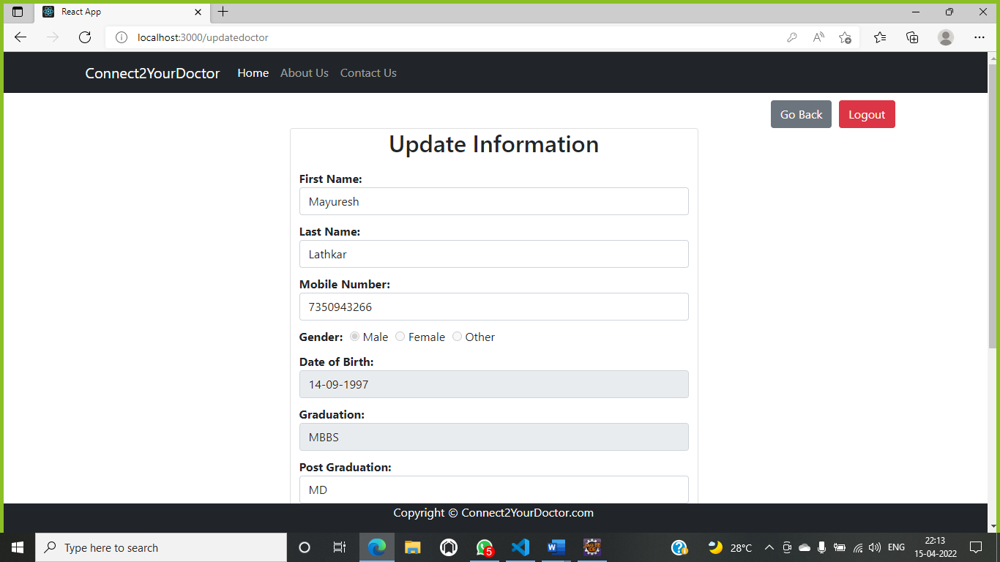 React App
localhost:3000/updatedoctor
Connect2YourDoctor Home About Us Contact Us
Go Back Logout
Update Information
First Name:
Mayuresh
Last Name:
Lathkar
Mobile Number:
7350943266
Gender: Male Female Other
Date of Birth:
14-09-1997
Graduation:
MBBS
Post Graduation:
MD
Copyright © Connect2YourDoctor.com
Type here to search
5
28°C
ENG
22:13
15-04-2022